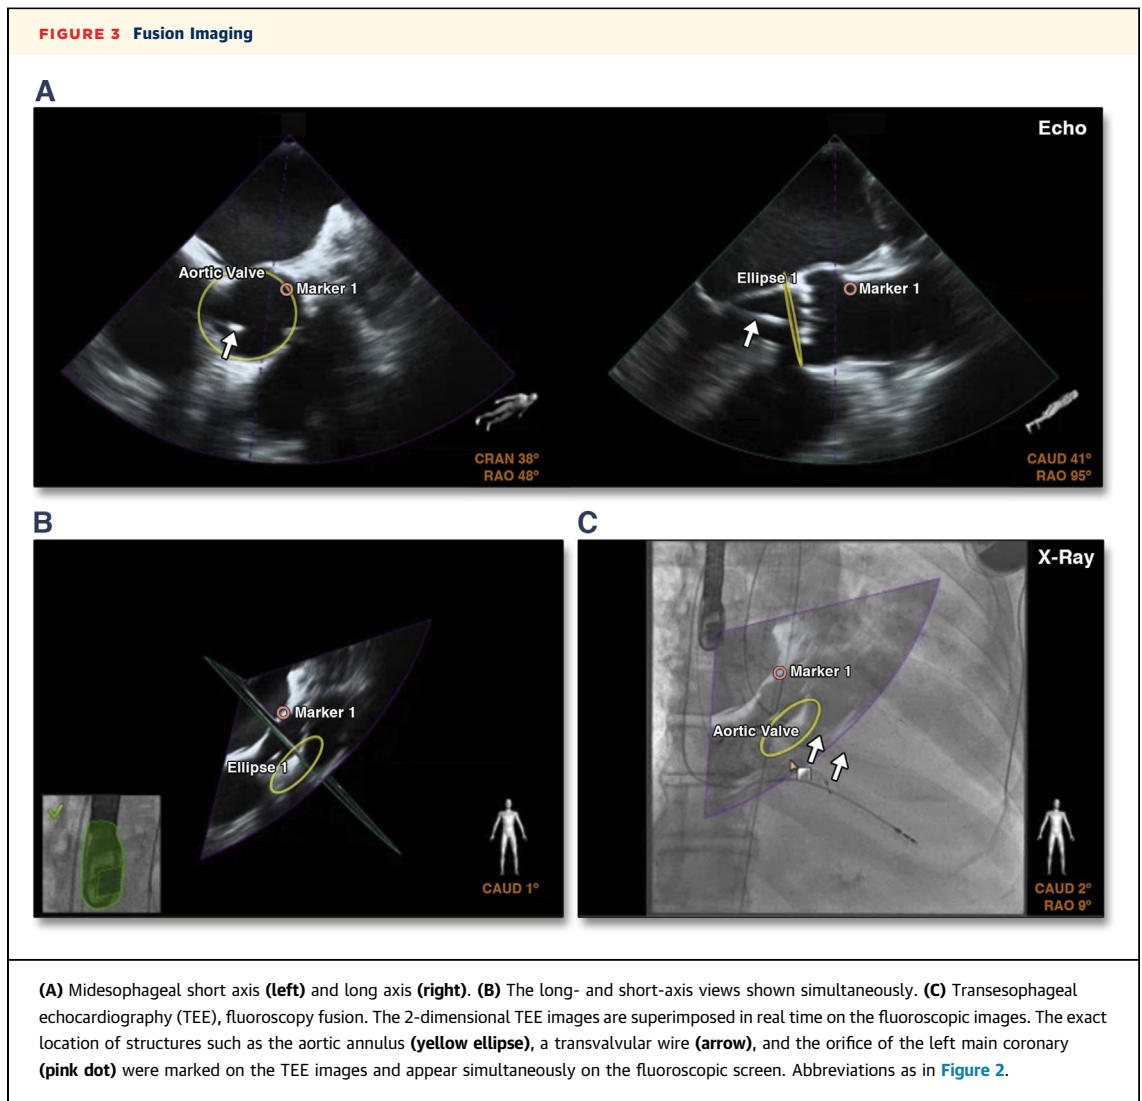 FIGURE 3 Fusion Imaging
A
Echo
Aortic Valve
Marker 1
CRAN 38°
RAO 48°
Ellipse 1
Marker 1
CAUD 41°
RAO 95°
B
Marker 1
Ellipse 1
CAUD 1°
C
X-Ray
Marker 1
Aortic Valve
CAUD 2°
RAO 9°
(A) Midesophageal short axis (left) and long axis (right). (B) The long- and short-axis views shown simultaneously. (C) Transesophageal
echocardiography (TEE), fluoroscopy fusion. The 2-dimensional TEE images are superimposed in real time on the fluoroscopic images. The exact
location of structures such as the aortic annulus (yellow ellipse), a transvalvular wire (arrow), and the orifice of the left main coronary
(pink dot) were marked on the TEE images and appear simultaneously on the fluoroscopic screen. Abbreviations as in Figure 2.